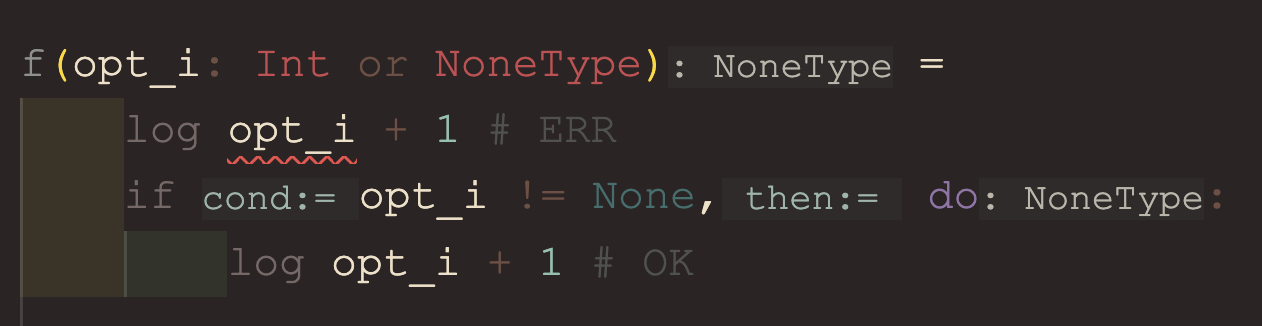 f(opt_i: Int or NoneType): NoneType =
log opt_i + 1 # ERR
if cond:= opt_i != None, then:= do: NoneType:
log opt_i + 1 # OK